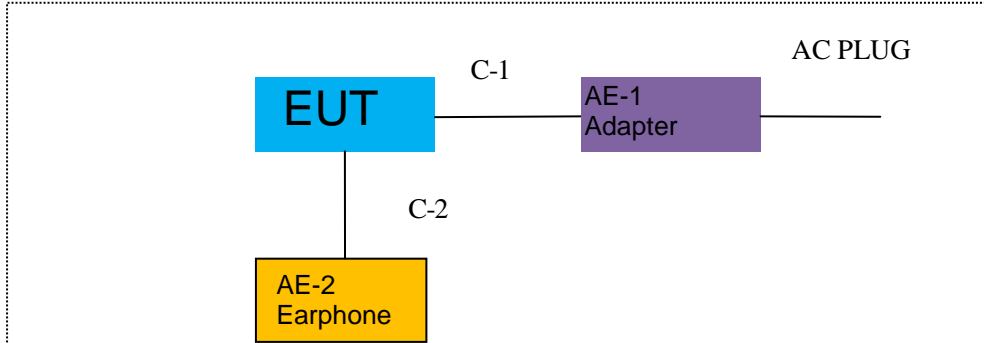 AC PLUG
C-1
EUT
AE-1
Adapter
C-2
AE-2
Earphone